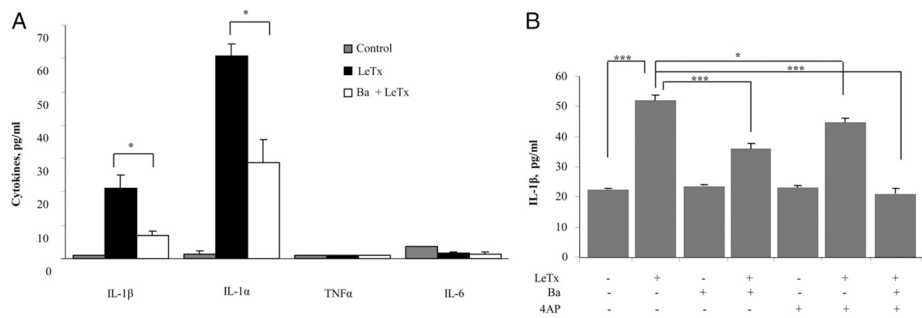 A
Cytokines, pg/ml
70
60
50
40
30
20
10
0
*
*
Control
LeTx
Ba + LeTx
IL-1β
IL-1α
TNFα
IL-6
B
IL-1β, pg/ml
60
50
40
30
20
10
0
***
*
***
***
LeTx - + - + - + +
Ba - - + + - - +
4AP - - - - + + +